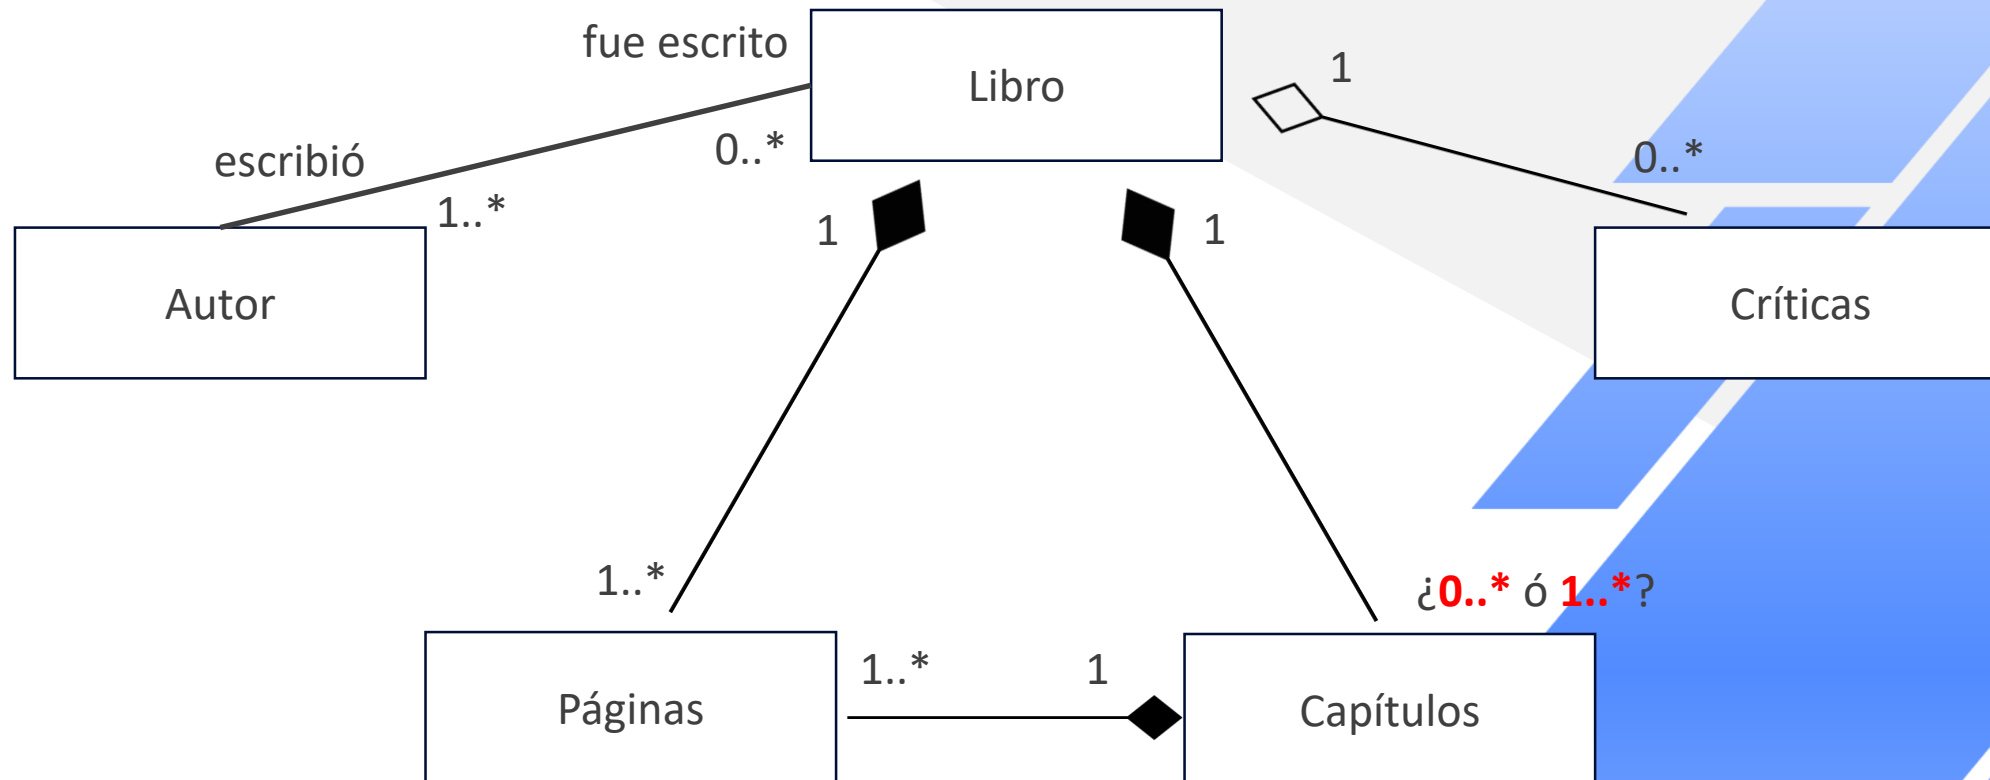 fue escrito
Libro
1
0..*
0..*
escribió
1..*
1
1
Autor
Críticas
1..*
¿0..* ó 1..*?
1..*
1
Páginas
Capítulos